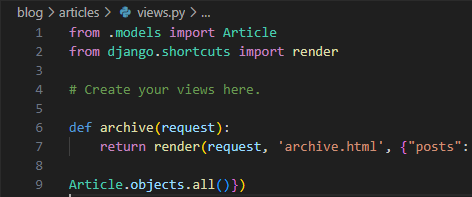 blog > articles > views.py > ...
1 from .models import Article
2 from django.shortcuts import render
3
4 # Create your views here.
5
6 def archive(request):
7 return render(request, 'archive.html', {"posts":
8
9 Article.objects.all()})